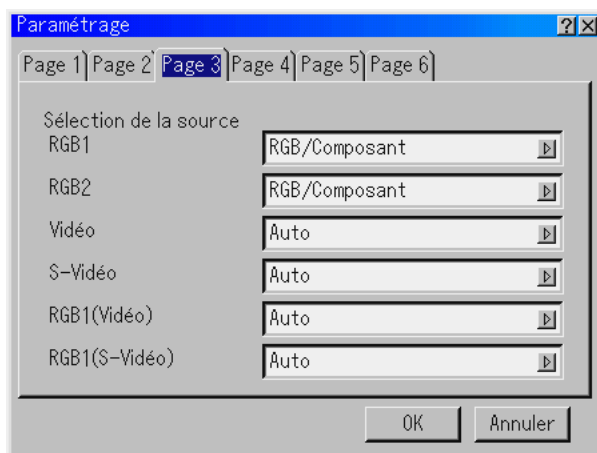 Paramétrage
Page 1 Page 2 Page 3 Page 4 Page 5 Page 6
Sélection de la source
RGB1 RGB/Composant
RGB2 RGB/Composant
Vidéo Auto
S-Vidéo Auto
RGB1(Vidéo) Auto
RGB1(S-Vidéo) Auto
OK Annuler